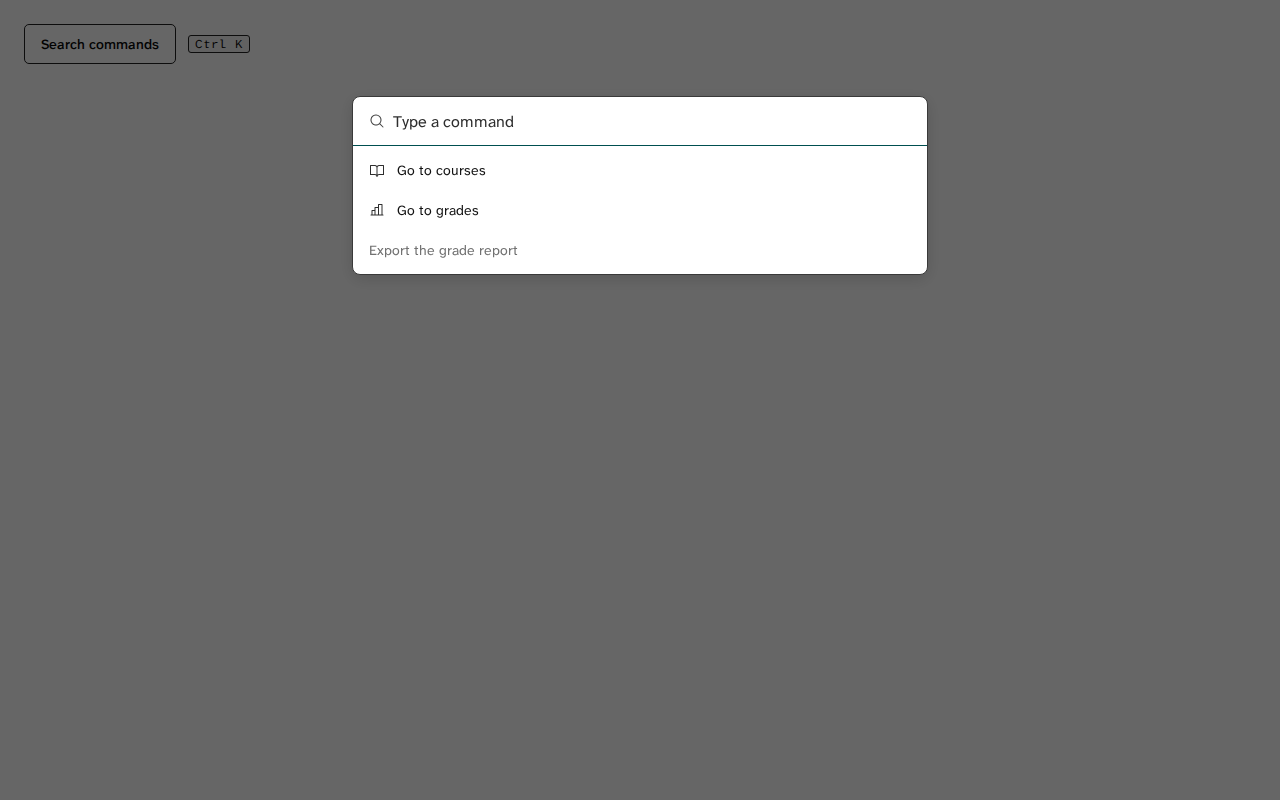 Search commands Ctrl K
Type a command
Go to courses
Go to grades
Export the grade report